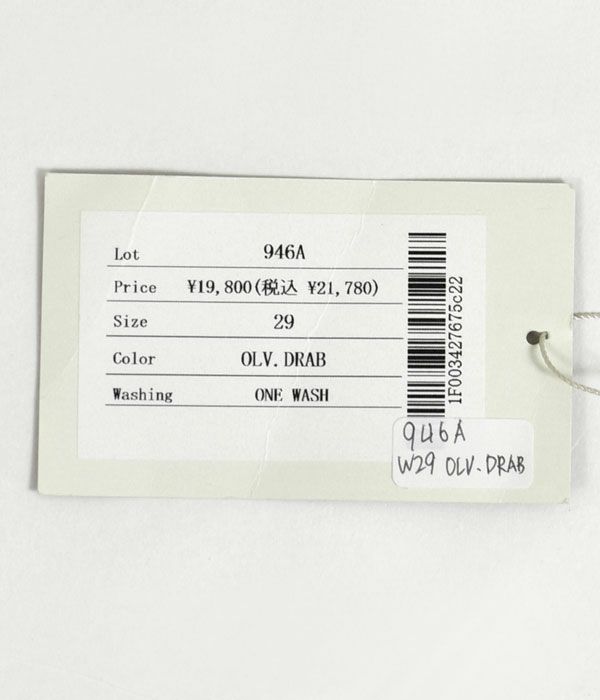 Lot 946A
Price ¥19,800(税込 ¥21,780)
Size 29
Color OLV.DRAB
Washing ONE WASH
1F003427675c22
946A
W29 OLV.DRAB